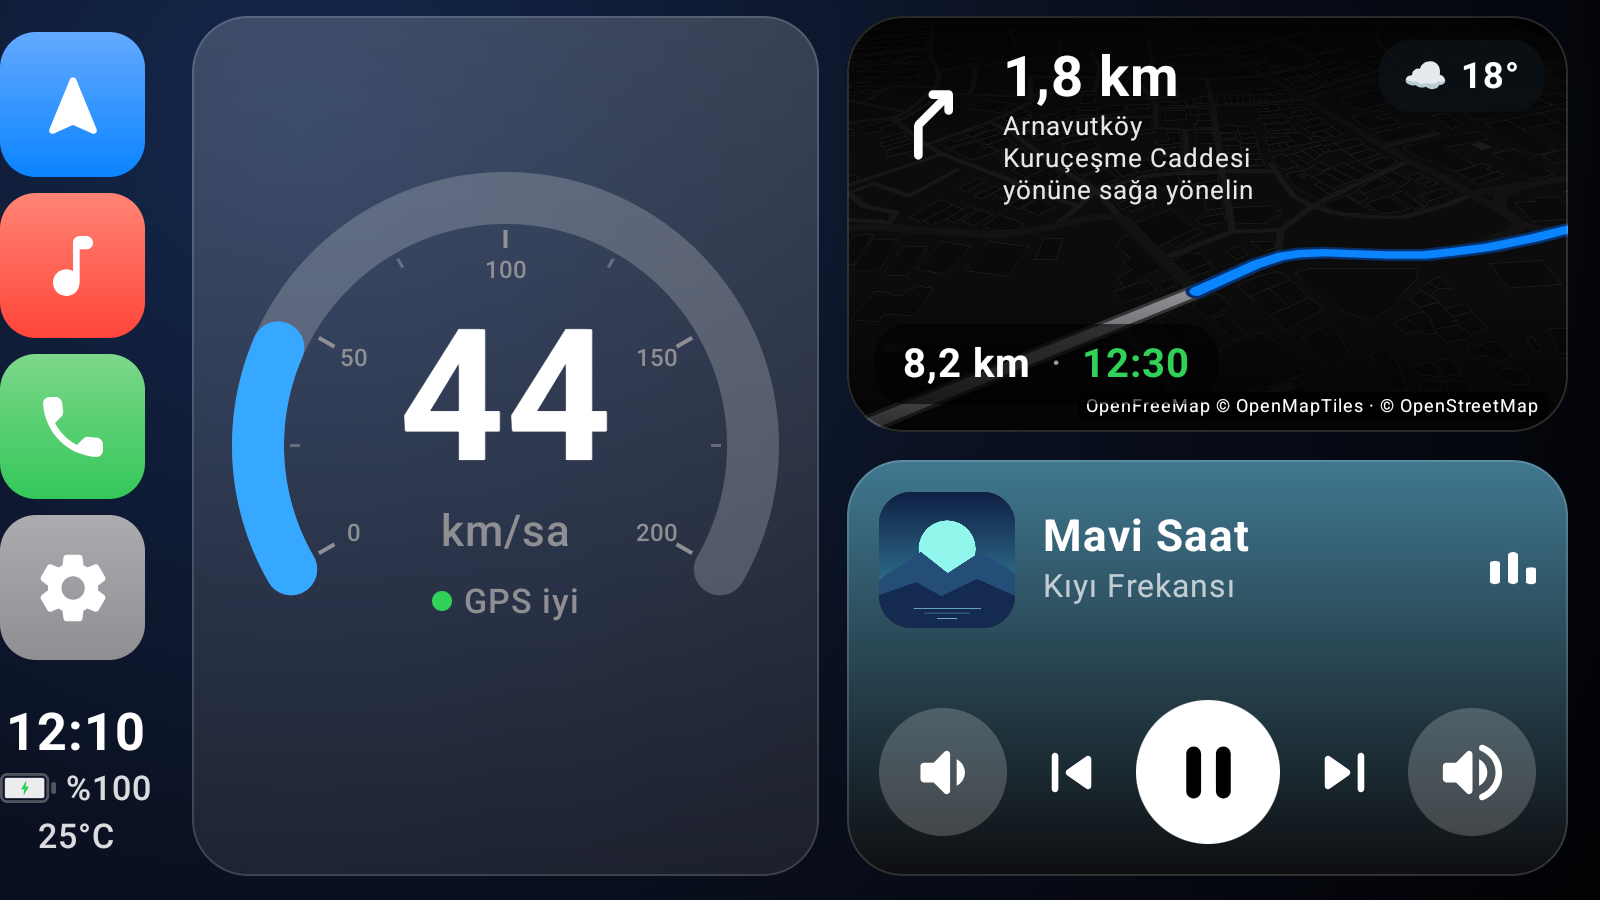 12:10
%100
25°C
100
50
150
44
0
km/sa
200
GPS iyi
1,8 km
Arnavutköy
Kuruçeşme Caddesi
yönüne sağa yönelin
18°
8,2 km · 12:30
OpenFreeMap © OpenMapTiles · © OpenStreetMap
Mavi Saat
Kıyı Frekansı